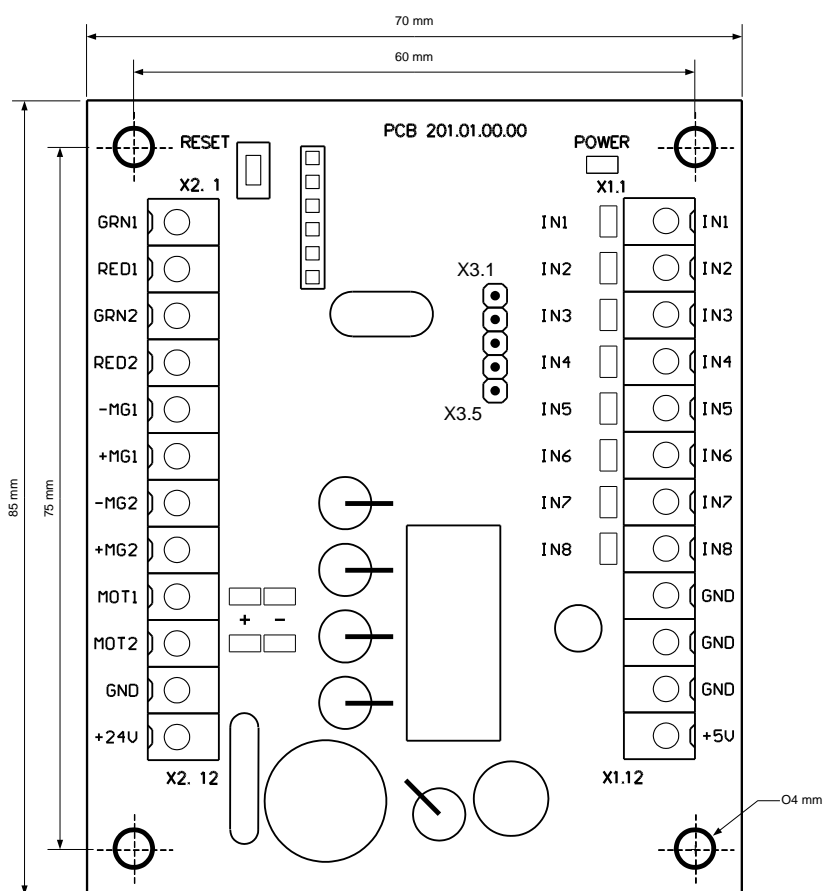 70 mm
60 mm
PCB 201.01.00.00
RESET
POWER
X2. 1
X1.1
GRN1
RED1
GRN2
RED2
-MG1
+MG1
-MG2
+MG2
MOT1
MOT2
GND
+24V
X2. 12
+ -
X3.1
X3.5
IN1
IN2
IN3
IN4
IN5
IN6
IN7
IN8
IN1
IN2
IN3
IN4
IN5
IN6
IN7
IN8
GND
GND
GND
+5V
X1.12
85 mm
75 mm
O4 mm